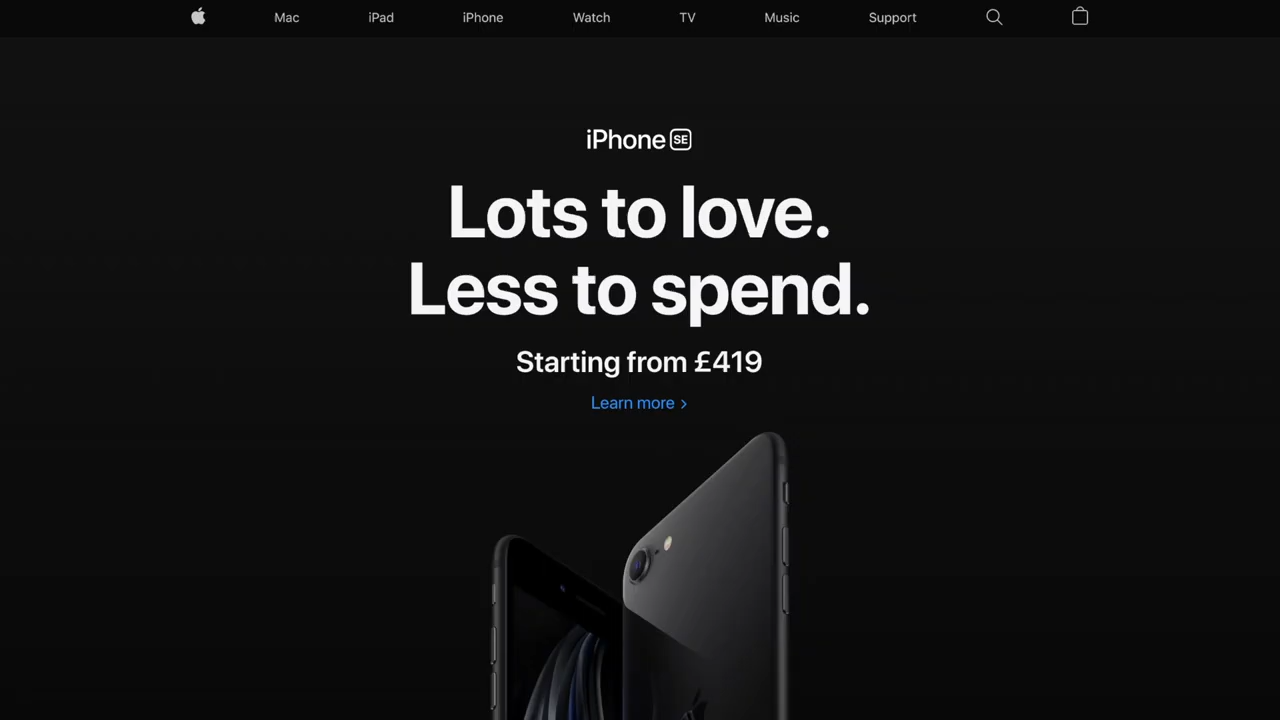 Mac iPad iPhone Watch TV Music Support
iPhone SE
Lots to love.
Less to spend.
Starting from £419
Learn more >